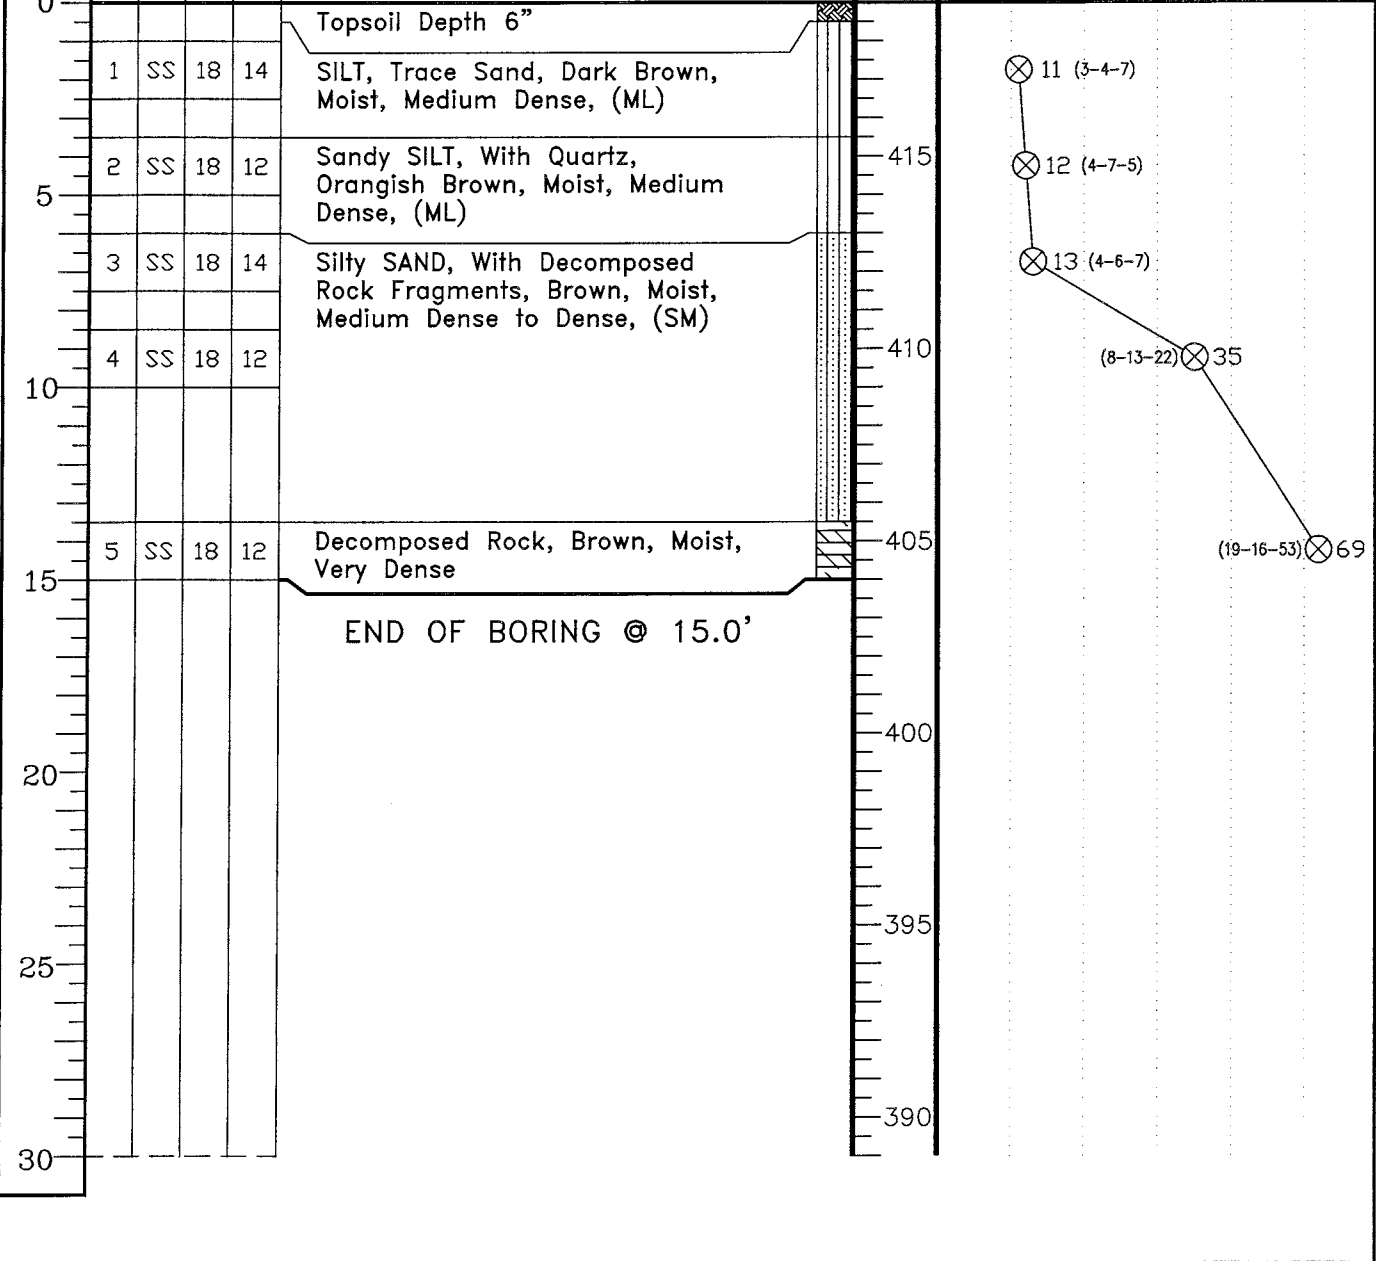 0
Topsoil Depth 6”
1 SS 18 14 SILT, Trace Sand, Dark Brown, 11 (3-4-7)
Moist, Medium Dense, (ML)
2 SS 18 12 Sandy SILT, With Quartz, 415 12 (4-7-5)
5 Orangish Brown, Moist, Medium
Dense, (ML)
3 SS 18 14 Silty SAND, With Decomposed 13 (4-6-7)
Rock Fragments, Brown, Moist,
Medium Dense to Dense, (SM)
4 SS 18 12 410 (8-13-22) 35
10
5 SS 18 12 Decomposed Rock, Brown, Moist, 405 (19-16-53) 69
15 Very Dense
END OF BORING @ 15.0’
400
20
395
25
390
30